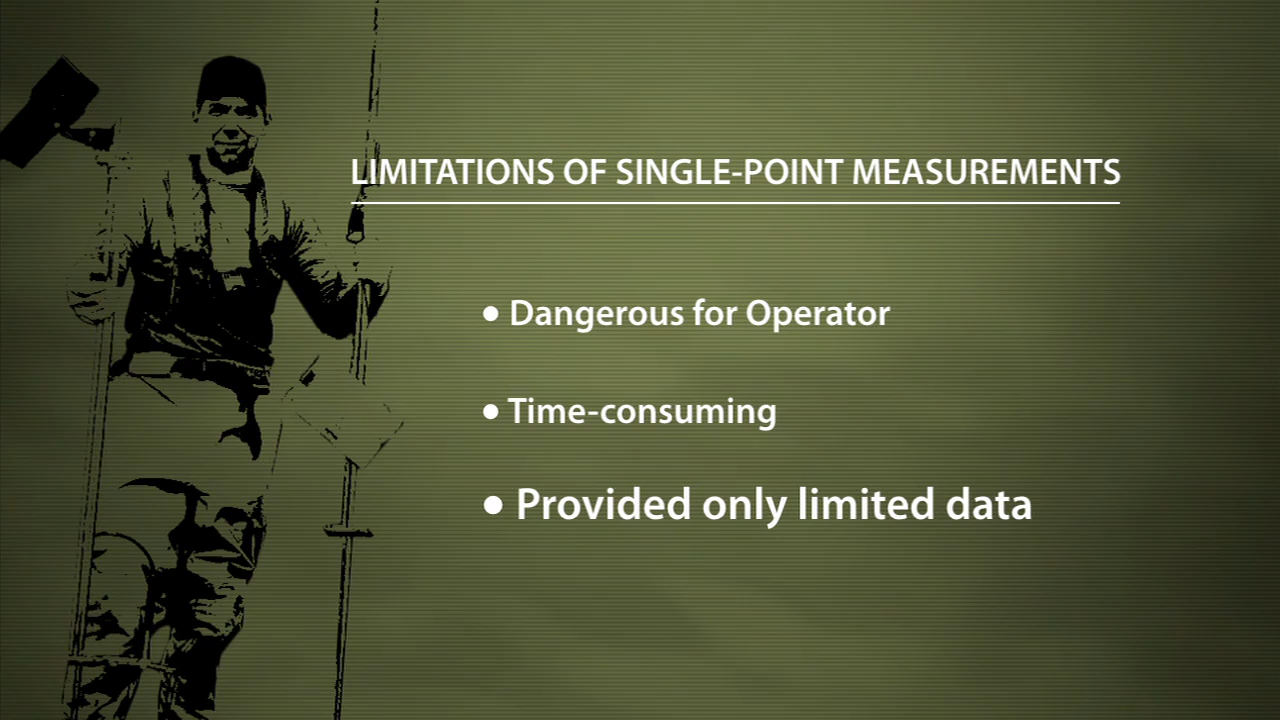 LIMITATIONS OF SINGLE-POINT MEASUREMENTS
• Dangerous for Operator
• Time-consuming
• Provided only limited data